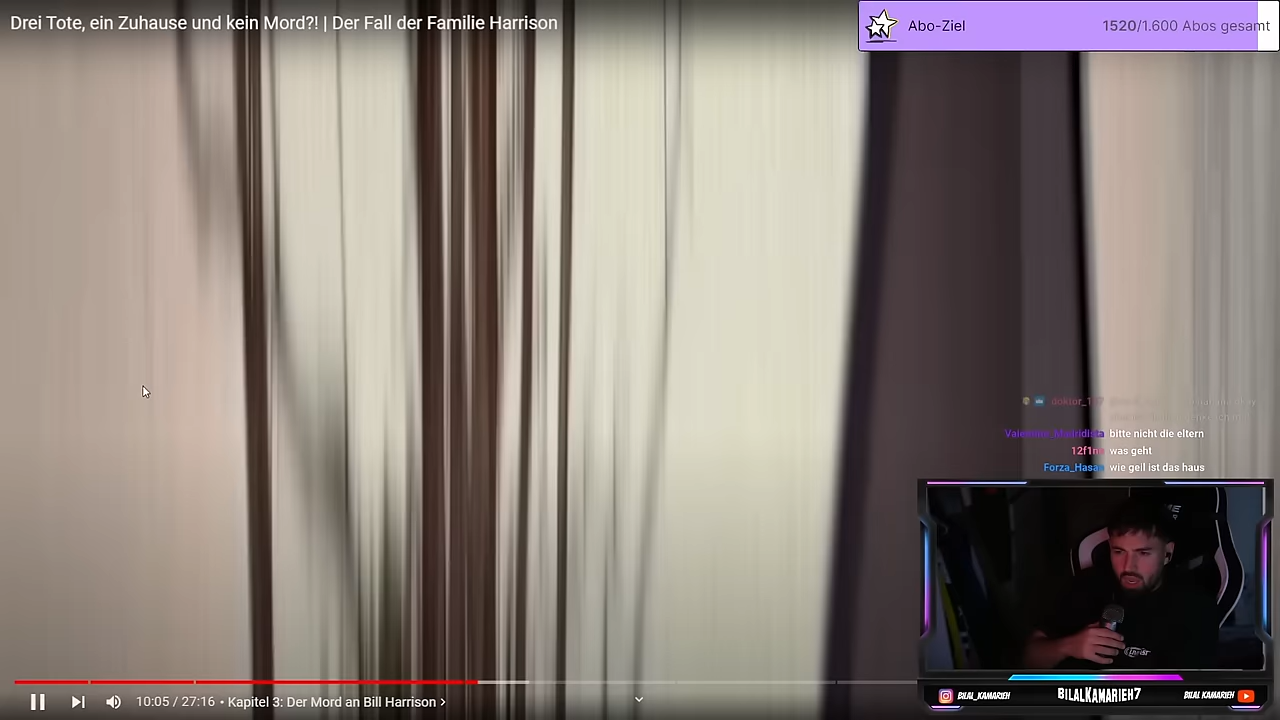 Drei Tote, ein Zuhause und kein Mord?! | Der Fall der Familie Harrison
Abo-Ziel
1520/1.600 Abos gesamt
bitte nicht die eltern
was geht
Forza_Hasan wie geil ist das haus
10:05 / 27:16 • Kapitel 3: Der Mord an Bill Harrison
BILAL_KAMARIEH
BILALKAMARIEH7
BILAL KAMARIEH